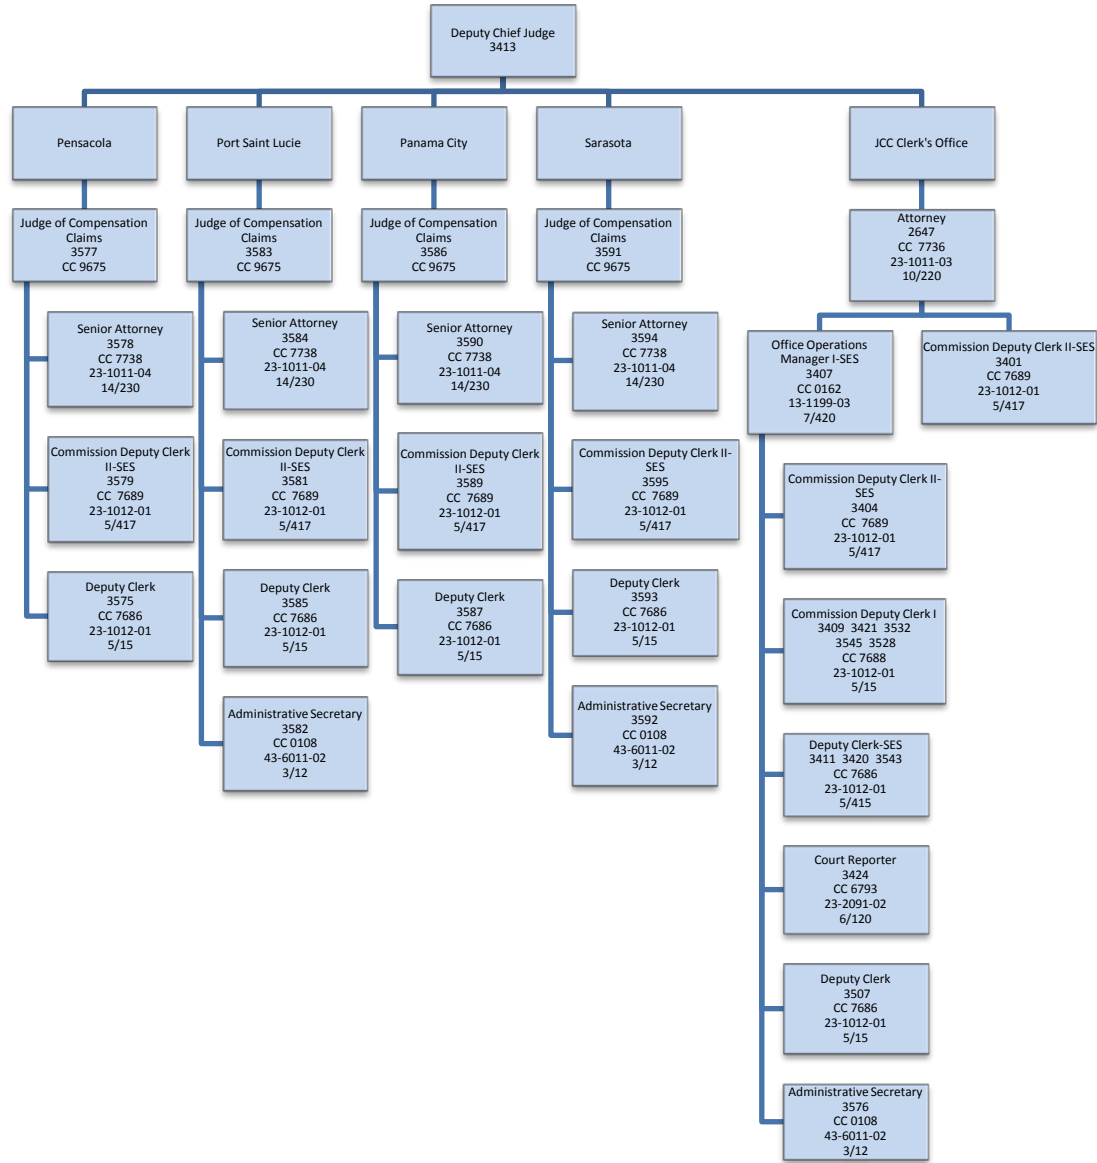 Deputy Chief Judge
3413
Pensacola
Port Saint Lucie
Panama City
Sarasota
JCC Clerk's Office
Judge of Compensation
Claims
3577
CC 9675
Judge of Compensation
Claims
3583
CC 9675
Judge of Compensation
Claims
3586
CC 9675
Judge of Compensation
Claims
3591
CC 9675
Attorney
2647
CC 7736
23-1011-03
10/220
Senior Attorney
3578
CC 7738
23-1011-04
14/230
Senior Attorney
3584
CC 7738
23-1011-04
14/230
Senior Attorney
3590
CC 7738
23-1011-04
14/230
Senior Attorney
3594
CC 7738
23-1011-04
14/230
Office Operations
Manager I-SES
3407
CC 0162
13-1199-03
7/420
Commission Deputy Clerk II-SES
3401
CC 7689
23-1012-01
5/417
Commission Deputy Clerk
II-SES
3579
CC 7689
23-1012-01
5/417
Commission Deputy Clerk
II-SES
3581
CC 7689
23-1012-01
5/417
Commission Deputy Clerk
II-SES
3589
CC 7689
23-1012-01
5/417
Commission Deputy Clerk II-
SES
3595
CC 7689
23-1012-01
5/417
Commission Deputy Clerk II-
SES
3404
CC 7689
23-1012-01
5/417
Deputy Clerk
3575
CC 7686
23-1012-01
5/15
Deputy Clerk
3585
CC 7686
23-1012-01
5/15
Deputy Clerk
3587
CC 7686
23-1012-01
5/15
Deputy Clerk
3593
CC 7686
23-1012-01
5/15
Commission Deputy Clerk I
3409 3421 3532
3545 3528
CC 7688
23-1012-01
5/15
Administrative Secretary
3582
CC 0108
43-6011-02
3/12
Administrative Secretary
3592
CC 0108
43-6011-02
3/12
Deputy Clerk-SES
3411 3420 3543
CC 7686
23-1012-01
5/415
Court Reporter
3424
CC 6793
23-2091-02
6/120
Deputy Clerk
3507
CC 7686
23-1012-01
5/15
Administrative Secretary
3576
CC 0108
43-6011-02
3/12